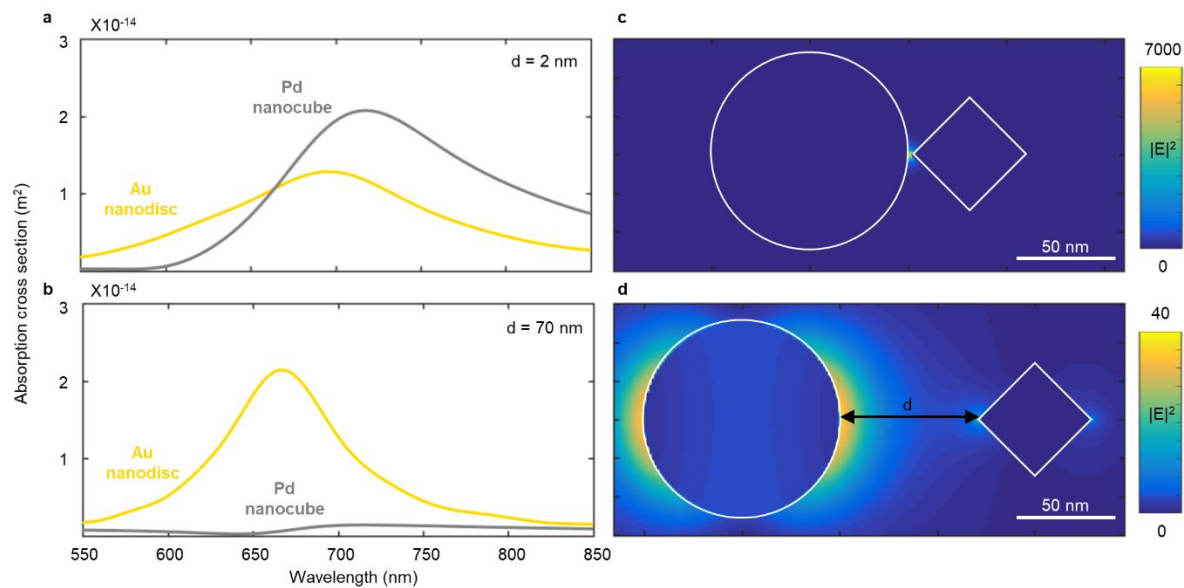 a
X10⁻¹⁴
3
2
1
d = 2 nm
Pd
nanocube
Au
nanodisc
Absorption cross section (m²)
b
X10⁻¹⁴
3
2
1
d = 70 nm
Au
nanodisc
Pd
nanocube
550
600
650
700
750
800
850
Wavelength (nm)
c
50 nm
7000
|E|²
0
d
d
50 nm
40
|E|²
0